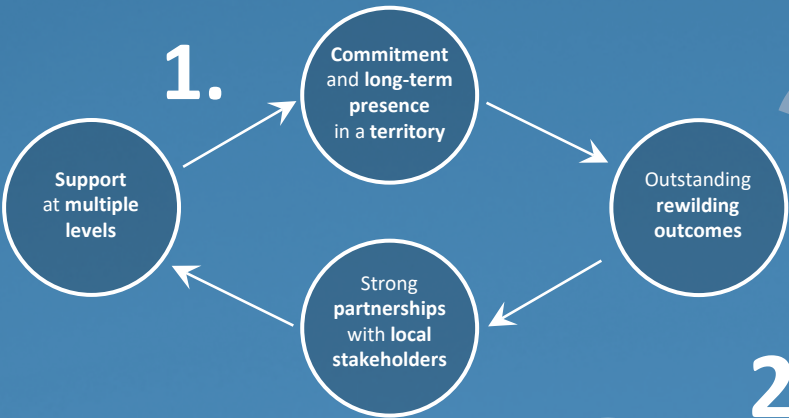 1.
Commitment
and long-term
presence
in a territory
Support
at multiple
levels
Outstanding
rewilding
outcomes
Strong
partnerships
with local
stakeholders
2